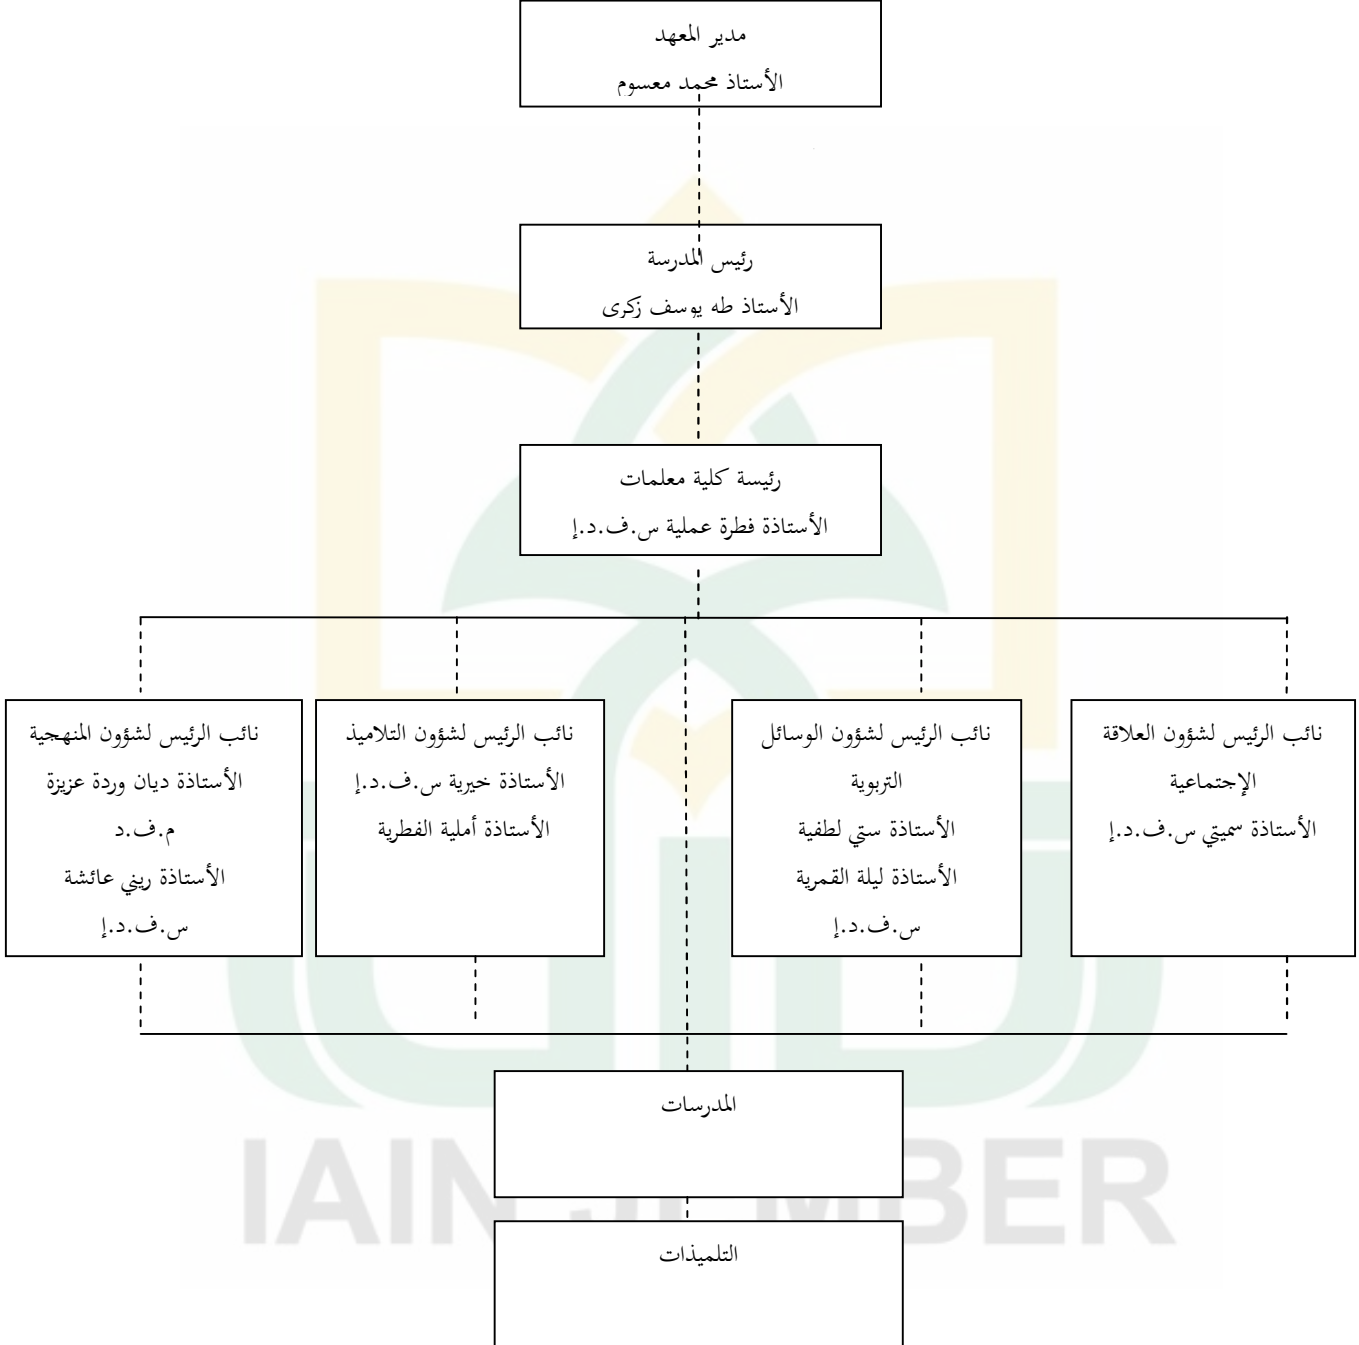 مدير المعهد
الأستاذ محمد معسوم
رئيس المدرسة
الأستاذ طه يوسف زكرى
رئيسة كلية معلمات
الأستاذة فطرة عملية س.ف.د.إ
نائب الرئيس لشؤون العلاقة
الإجتماعية
الأستاذة سميتي س.ف.د.إ
نائب الرئيس لشؤون الوسائل
التربوية
الأستاذة ستي لطفية
الأستاذة ليلة القمرية
س.ف.د.إ
نائب الرئيس لشؤون التلاميذ
الأستاذة خيرية س.ف.د.إ
الأستاذة أملية الفطرية
نائب الرئيس لشؤون المنهجية
الأستاذة ديان وردة عزيزة
م.ف.د
الأستاذة ريني عائشة
س.ف.د.إ
المدرسات
التلميذات
IAIN JEMBER